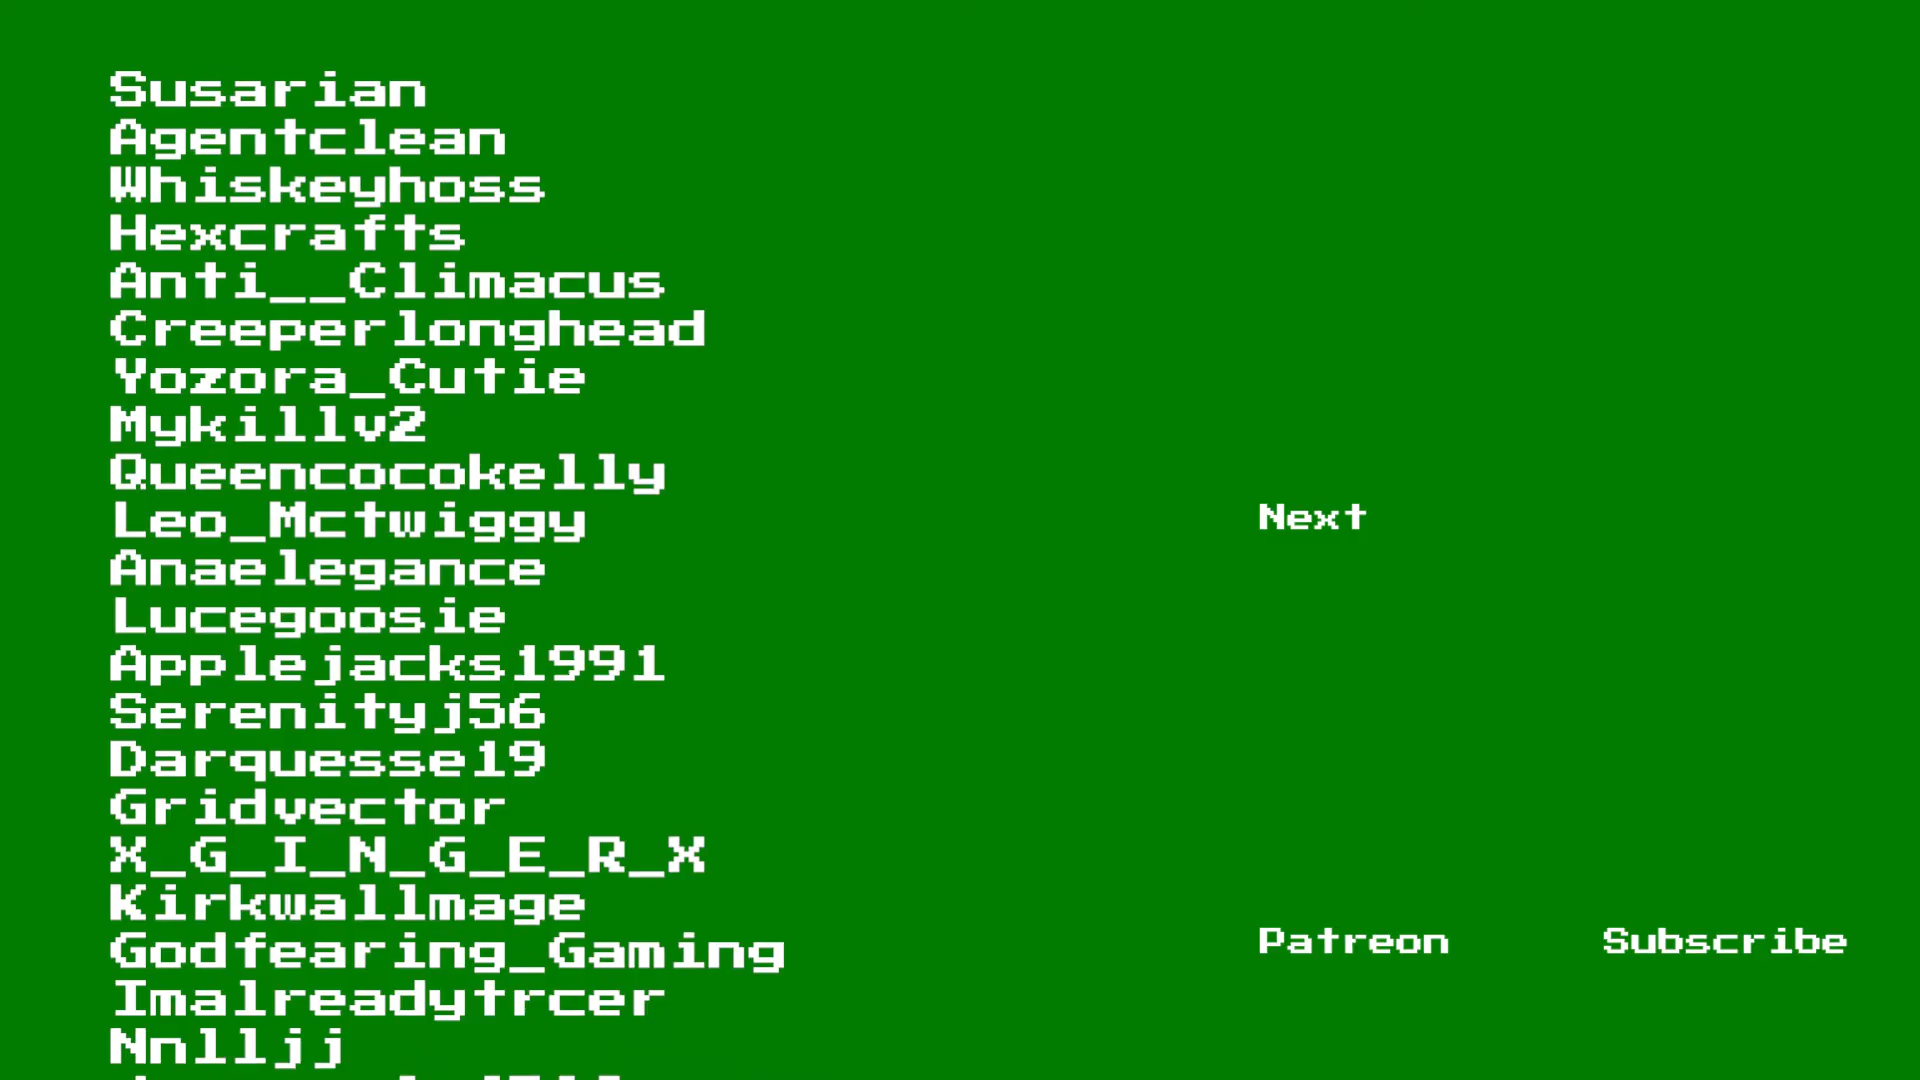 Susarian
Agentclean
Whiskeyhoss
Hexcrafts
Anti__Climacus
Creeperlonghead
Yozora_Cutie
Mykillv2
Queencocokelly
Leo_Mctwiggy
Next
Anaelegance
Lucegoosie
Applejacks1991
Serenityj56
Darquesse19
Gridvector
X_G_I_N_G_E_R_X
Kirkwallmage
Godfearing_Gaming
Patreon
Subscribe
Imalreadytrcer
Nnlljj